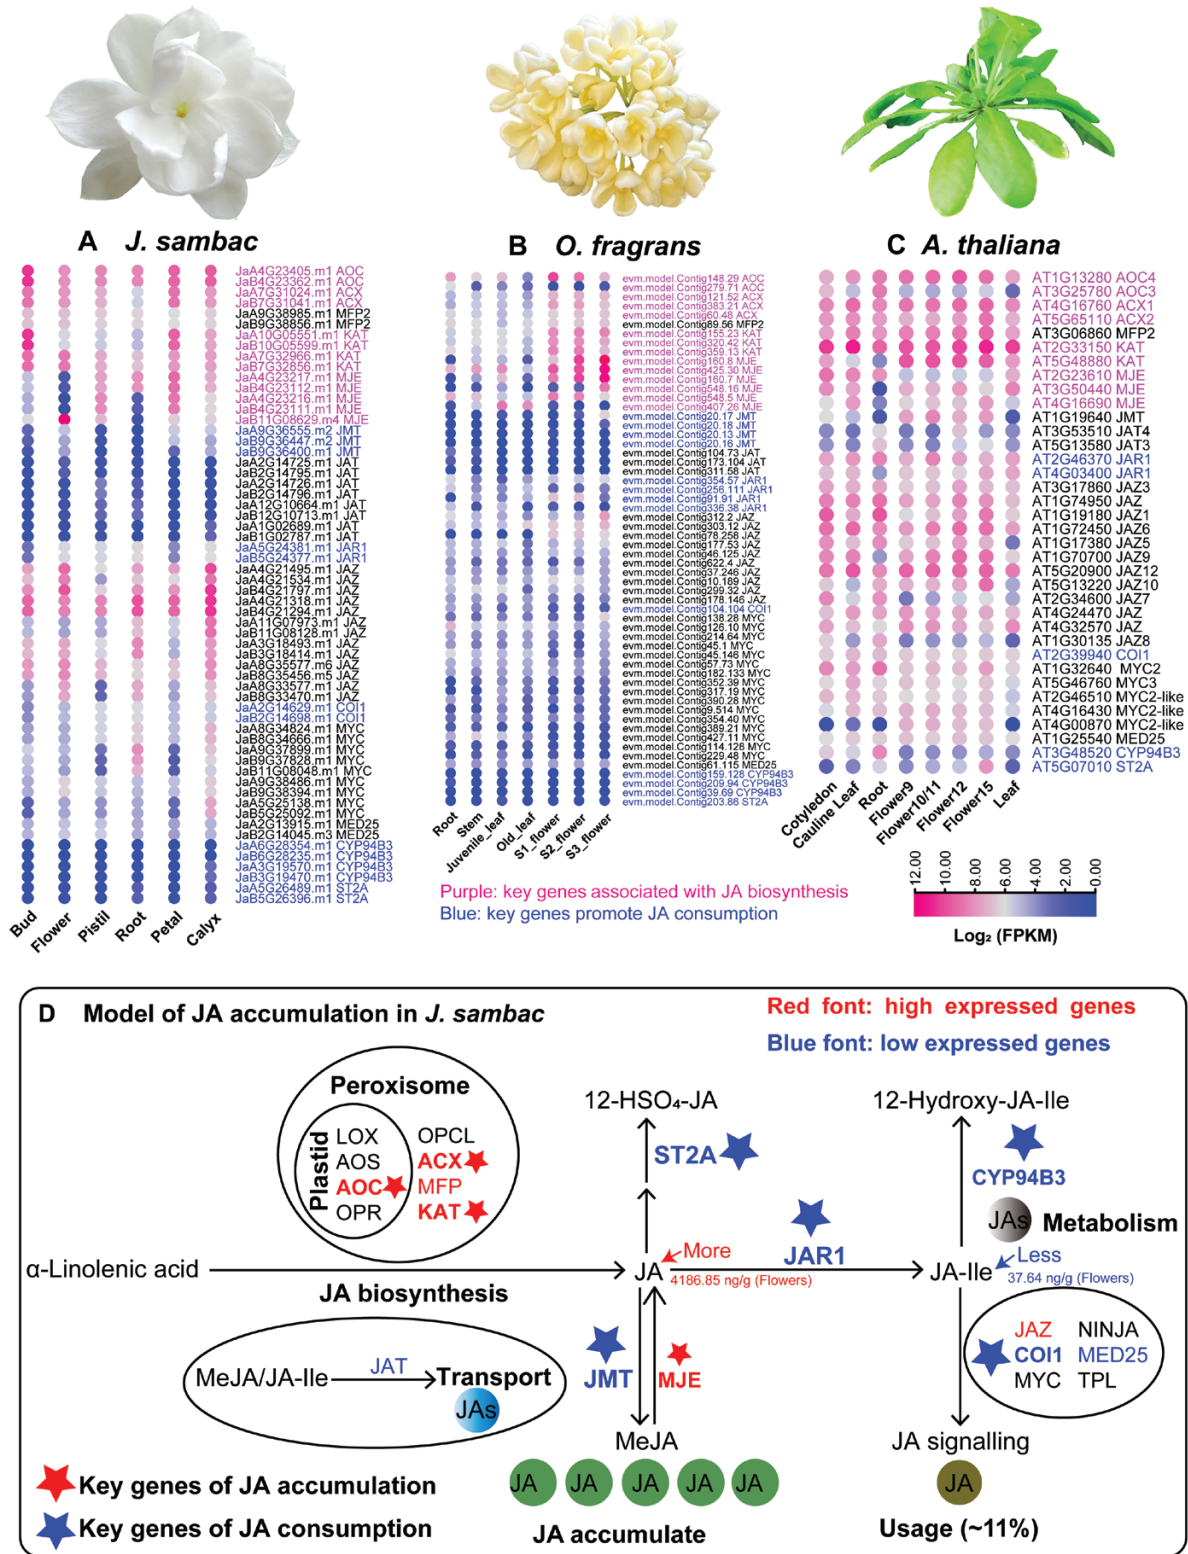 A J. sambac
JaA4G23405.m1 AOC
JaB4G23362.m1 AOC
JaA7G31024.m1 ACX
JaB7G31041.m1 ACX
JaA9G38985.m1 MFP2
JaB9G38856.m1 MFP2
JaA10G05551.m1 KAT
JaB10G05599.m1 KAT
JaA7G32966.m1 KAT
JaB7G32856.m1 KAT
JaA4G23217.m1 MJE
JaB4G23112.m1 MJE
JaA4G23216.m1 MJE
JaB4G23111.m1 MJE
JaB11G08629.m4 MJE
JaA9G36555.m2 JMT
JaB9G36447.m2 JMT
JaB9G36400.m1 JMT
JaA2G14725.m1 JAT
JaB2G14795.m1 JAT
JaA2G14726.m1 JAT
JaB2G14796.m1 JAT
JaA12G10664.m1 JAT
JaB12G10713.m1 JAT
JaA1G02689.m1 JAT
JaB1G02787.m1 JAT
JaA5G24381.m1 JAR1
JaB5G24377.m1 JAR1
JaA4G21495.m1 JAZ
JaA4G21534.m1 JAZ
JaB4G21797.m1 JAZ
JaA4G21318.m1 JAZ
JaB4G21294.m1 JAZ
JaA11G07973.m1 JAZ
JaB11G08128.m1 JAZ
JaA3G18493.m1 JAZ
JaB3G18414.m1 JAZ
JaA8G35577.m6 JAZ
JaB8G35456.m5 JAZ
JaA8G33577.m1 JAZ
JaB8G33470.m1 JAZ
JaA2G14629.m1 COI1
JaB2G14698.m1 COI1
JaA8G34824.m1 MYC
JaB8G34666.m1 MYC
JaA9G37899.m1 MYC
JaB9G37828.m1 MYC
JaB11G08048.m1 MYC
JaA9G38486.m1 MYC
JaB9G38394.m1 MYC
JaA5G25138.m1 MYC
JaB5G25092.m1 MYC
JaA2G13915.m1 MED25
JaB2G14045.m3 MED25
JaA6G28354.m1 CYP94B3
JaB6G28235.m1 CYP94B3
JaA3G19570.m1 CYP94B3
JaB3G19470.m1 CYP94B3
JaA5G26489.m1 ST2A
JaB5G26396.m1 ST2A
Bud
Flower
Pistil
Root
Petal
Calyx
B O. fragrans
evm.model.Contig148.29 AOC
evm.model.Contig279.71 AOC
evm.model.Contig121.52 ACX
evm.model.Contig383.21 ACX
evm.model.Contig60.48 ACX
evm.model.Contig89.56 MFP2
evm.model.Contig155.23 KAT
evm.model.Contig320.42 KAT
evm.model.Contig359.13 KAT
evm.model.Contig160.8 MJE
evm.model.Contig425.30 MJE
evm.model.Contig160.7 MJE
evm.model.Contig548.16 MJE
evm.model.Contig548.5 MJE
evm.model.Contig407.26 MJE
evm.model.Contig20.17 JMT
evm.model.Contig20.18 JMT
evm.model.Contig20.13 JMT
evm.model.Contig20.16 JMT
evm.model.Contig104.73 JAT
evm.model.Contig173.104 JAT
evm.model.Contig311.58 JAT
evm.model.Contig354.57 JAR1
evm.model.Contig256.111 JAR1
evm.model.Contig91.91 JAR1
evm.model.Contig336.38 JAR1
evm.model.Contig312.2 JAZ
evm.model.Contig303.12 JAZ
evm.model.Contig78.258 JAZ
evm.model.Contig177.53 JAZ
evm.model.Contig46.125 JAZ
evm.model.Contig622.4 JAZ
evm.model.Contig37.246 JAZ
evm.model.Contig10.189 JAZ
evm.model.Contig299.32 JAZ
evm.model.Contig178.146 JAZ
evm.model.Contig104.104 COI1
evm.model.Contig138.28 MYC
evm.model.Contig126.10 MYC
evm.model.Contig214.64 MYC
evm.model.Contig45.1 MYC
evm.model.Contig45.146 MYC
evm.model.Contig57.73 MYC
evm.model.Contig182.133 MYC
evm.model.Contig352.39 MYC
evm.model.Contig317.19 MYC
evm.model.Contig390.28 MYC
evm.model.Contig9.514 MYC
evm.model.Contig354.40 MYC
evm.model.Contig389.21 MYC
evm.model.Contig427.11 MYC
evm.model.Contig114.128 MYC
evm.model.Contig229.48 MYC
evm.model.Contig61.115 MED25
evm.model.Contig159.128 CYP94B3
evm.model.Contig209.94 CYP94B3
evm.model.Contig39.69 CYP94B3
evm.model.Contig203.86 ST2A
Root
Stem
Juvenile_leaf
Old_leaf
S1_flower
S2_flower
S3_flower
Purple: key genes associated with JA biosynthesis
Blue: key genes promote JA consumption
C A. thaliana
AT1G13280 AOC4
AT3G25780 AOC3
AT4G16760 ACX1
AT5G65110 ACX2
AT3G06860 MFP2
AT2G33150 KAT
AT5G48880 KAT
AT2G23610 MJE
AT3G50440 MJE
AT4G16690 MJE
AT1G19640 JMT
AT3G53510 JAT4
AT5G13580 JAT3
AT2G46370 JAR1
AT4G03400 JAR1
AT3G17860 JAZ3
AT1G74950 JAZ
AT1G19180 JAZ1
AT1G72450 JAZ6
AT1G17380 JAZ5
AT1G70700 JAZ9
AT5G20900 JAZ12
AT5G13220 JAZ10
AT2G34600 JAZ7
AT4G24470 JAZ
AT4G32570 JAZ
AT1G30135 JAZ8
AT2G39940 COI1
AT1G32640 MYC2
AT5G46760 MYC3
AT2G46510 MYC2-like
AT4G16430 MYC2-like
AT4G00870 MYC2-like
AT1G25540 MED25
AT3G48520 CYP94B3
AT5G07010 ST2A
Cotyledon
Cauline Leaf
Root
Flower9
Flower10/11
Flower12
Flower15
Leaf
12.00
10.00
8.00
6.00
4.00
2.00
0.00
Log₂ (FPKM)
D Model of JA accumulation in J. sambac
Red font: high expressed genes
Blue font: low expressed genes
Peroxisome
Plastid
LOX
AOS
AOC
OPR
OPCL
ACX
MFP
KAT
12-HSO₄-JA
ST2A
12-Hydroxy-JA-Ile
CYP94B3
JAs Metabolism
α-Linolenic acid
JA biosynthesis
JA
More
4186.85 ng/g (Flowers)
JAR1
JA-Ile
Less
37.64 ng/g (Flowers)
MeJA/JA-Ile
JAT
Transport
JAs
JMT
MJE
JAZ NINJA
COI1 MED25
MYC TPL
MeJA
JA signalling
JA JA JA JA JA
JA
JA accumulate
Usage (~11%)
Key genes of JA accumulation
Key genes of JA consumption